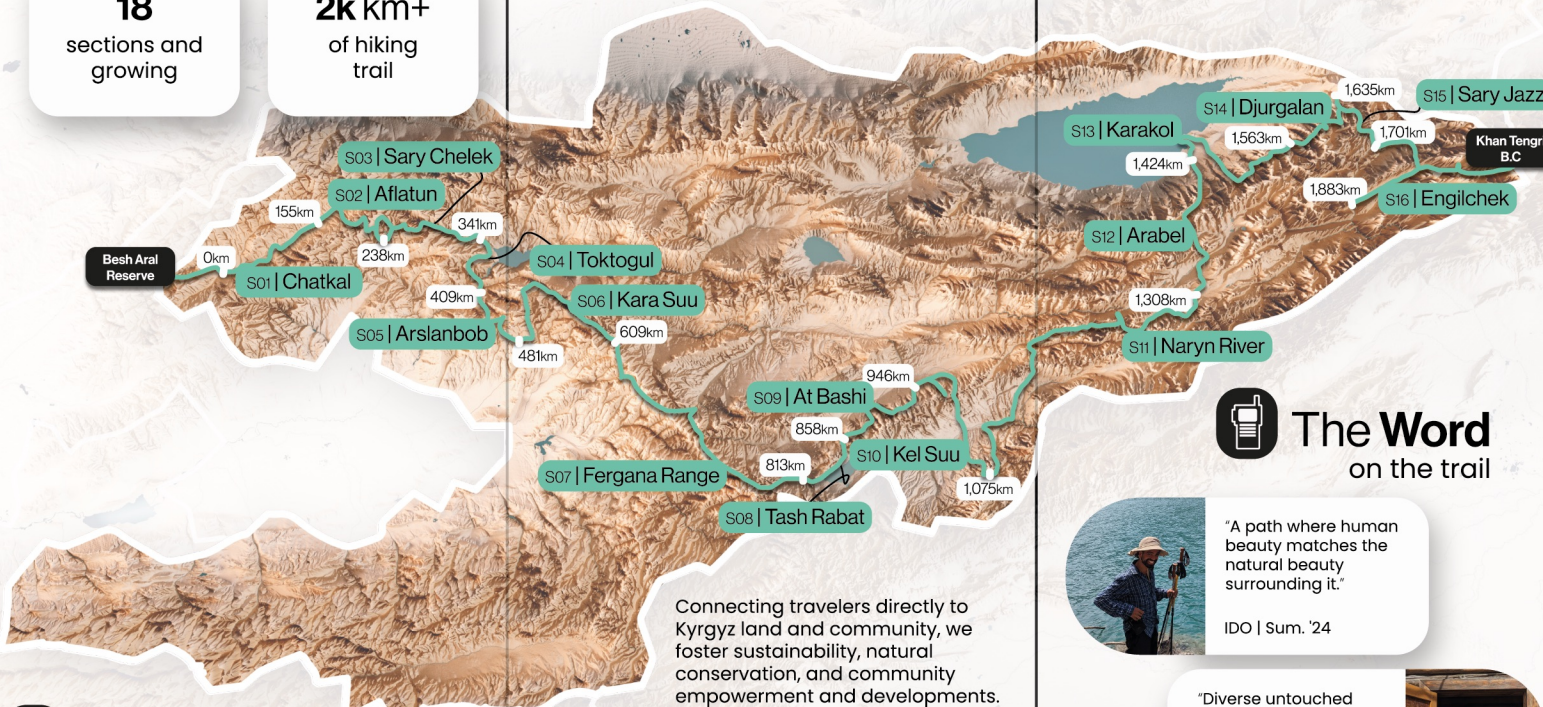 18
sections and
growing
2k km+
of hiking
trail
Besh Aral
Reserve
0km
S01 | Chatkal
155km
S02 | Aflatun
238km
S03 | Sary Chelek
341km
S04 | Toktogul
409km
S05 | Arslanbob
481km
S06 | Kara Suu
609km
S07 | Fergana Range
813km
S08 | Tash Rabat
858km
S09 | At Bashi
946km
S10 | Kel Suu
1,075km
S11 | Naryn River
1,308km
S12 | Arabel
1,424km
S13 | Karakol
1,563km
S14 | Djurgalan
1,635km
S15 | Sary Jazz
1,701km
S16 | Engilchek
1,883km
Khan Tengr
B.C
Connecting travelers directly to
Kyrgyz land and community, we
foster sustainability, natural
conservation, and community
empowerment and developments.
The Word
on the trail
“A path where human
beauty matches the
natural beauty
surrounding it.”
IDO | Sum. '24
“Diverse untouched